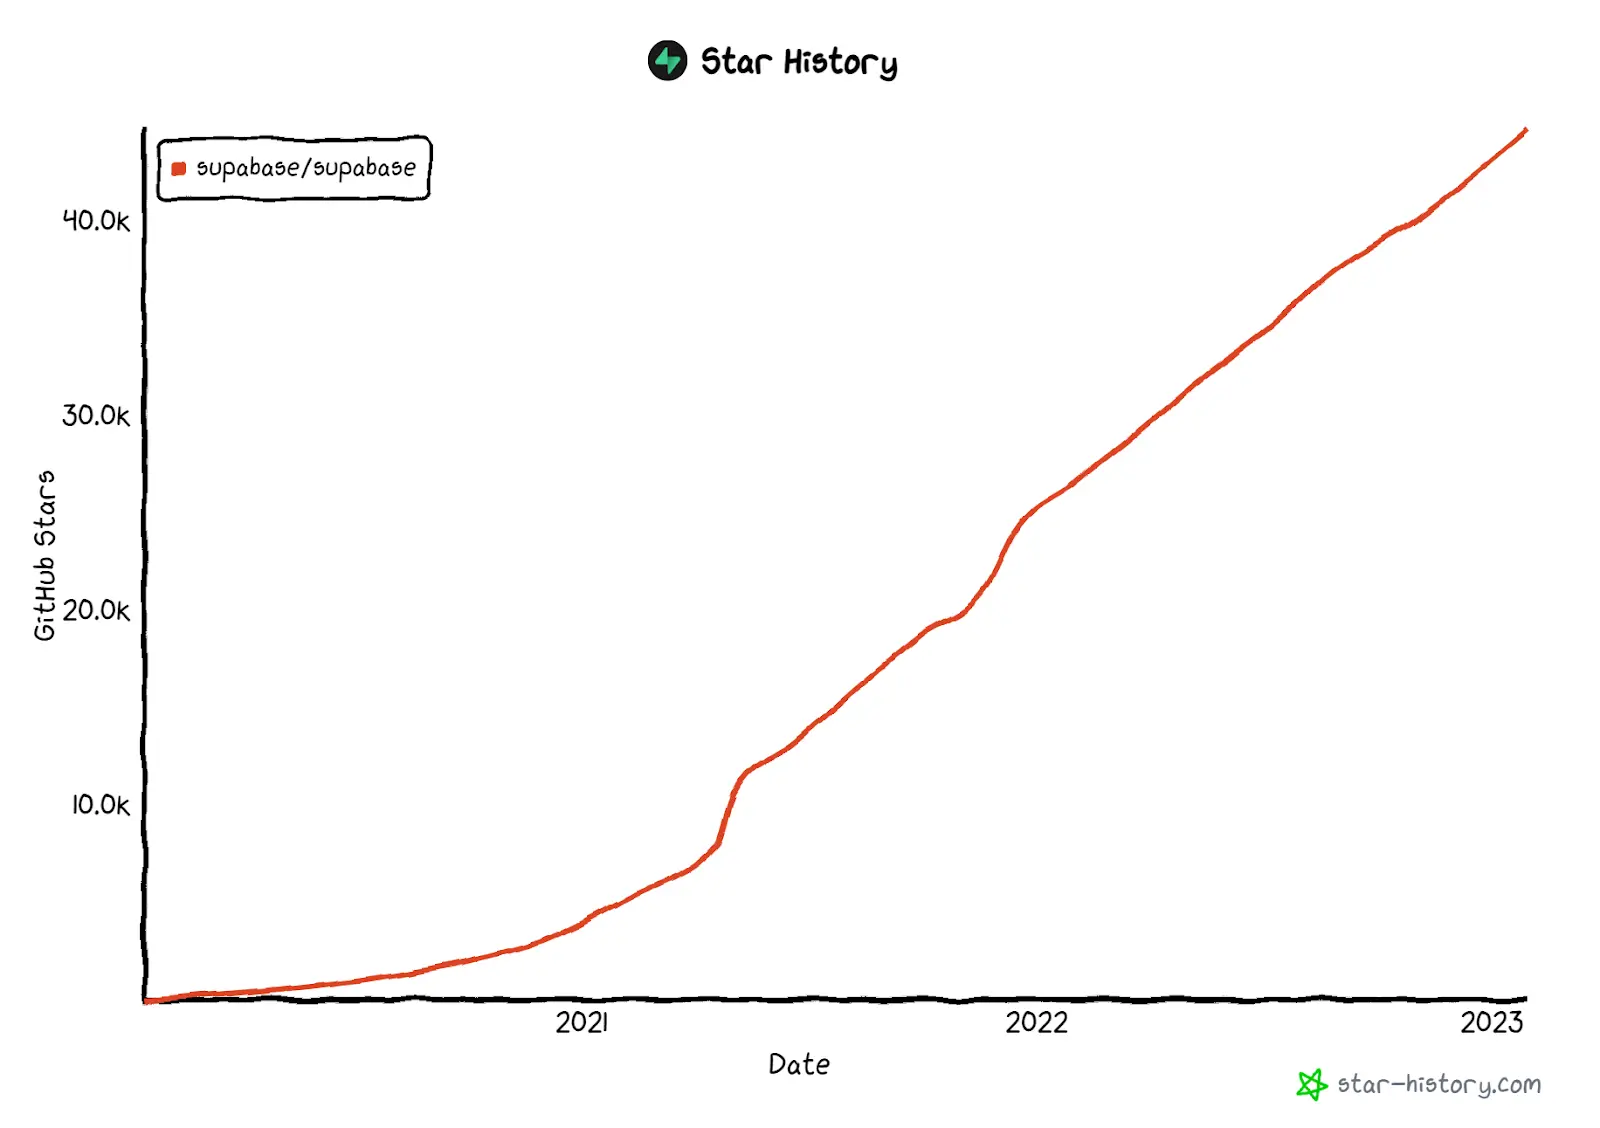 Star History
supabase/supabase
40.0k
30.0k
20.0k
10.0k
GitHub Stars
2021
2022
2023
Date
star-history.com